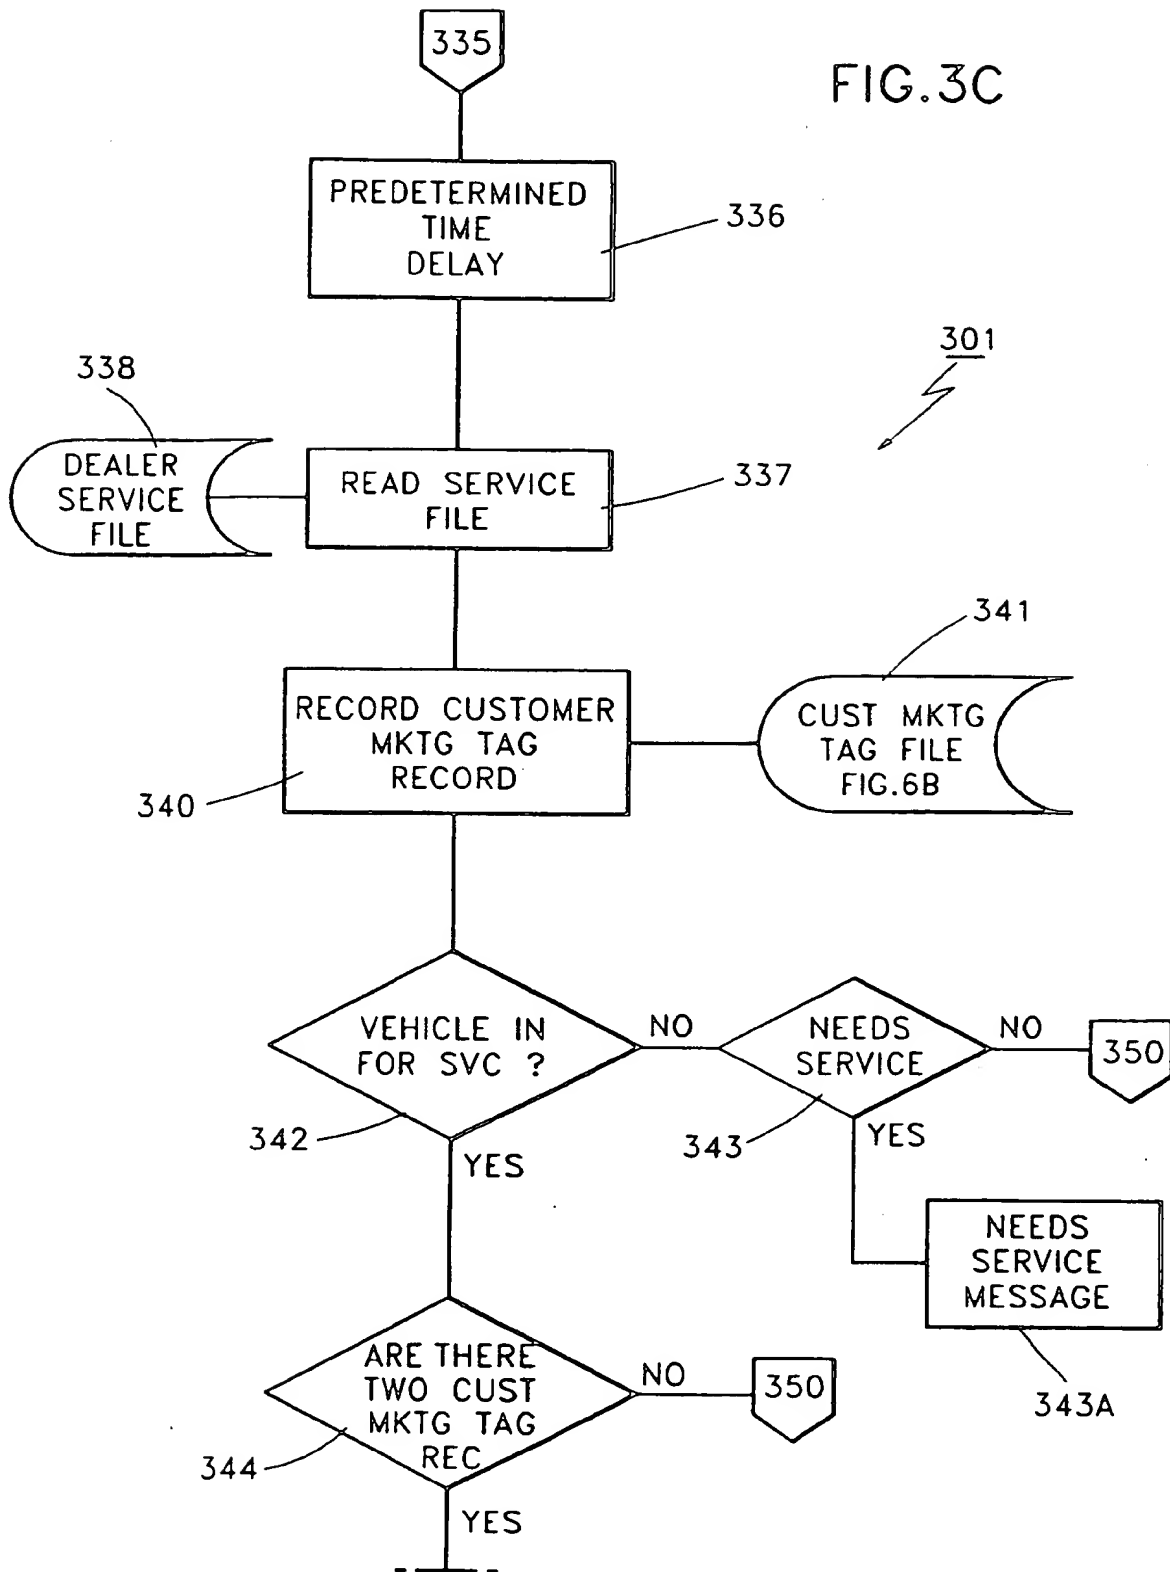 335
FIG.3C
PREDETERMINED
TIME
DELAY
336
301
338
DEALER
SERVICE
FILE
READ SERVICE
FILE
337
341
RECORD CUSTOMER
MKTG TAG
RECORD
340
CUST MKTG
TAG FILE
FIG.6B
VEHICLE IN
FOR SVC ?
342
NO
NEEDS
SERVICE
343
NO
350
YES
YES
NEEDS
SERVICE
MESSAGE
343A
ARE THERE
TWO CUST
MKTG TAG
REC
344
NO
350
YES